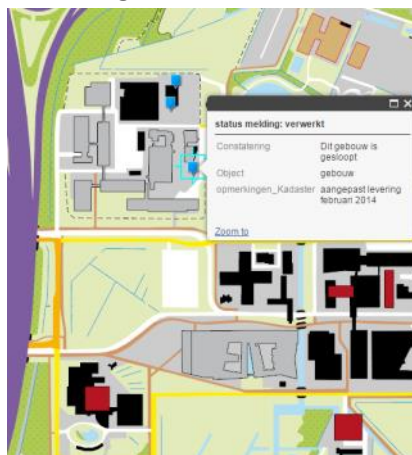 status melding: verwerkt
Constatering Dit gebouw is
gesloopt
Object gebouw
opmerkingen_Kadaster aangepast levering
februari 2014
Zoom to